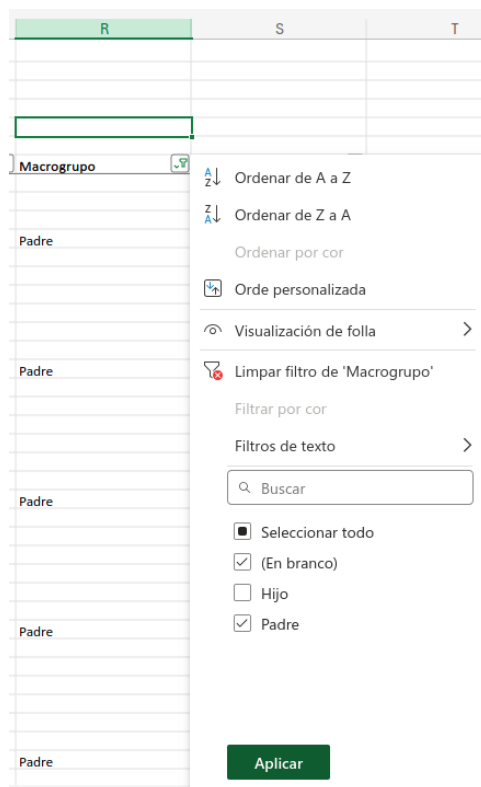 R S T
Macrogrupo
Ordenar de A a Z
Ordenar de Z a A
Padre
Ordenar por cor
Orde personalizada
Visualización de folla
Padre
Limpar filtro de 'Macrogrupo'
Filtrar por cor
Filtros de texto
Buscar
Padre
Seleccionar todo
(En branco)
Hijo
Padre
Padre
Aplicar
Padre